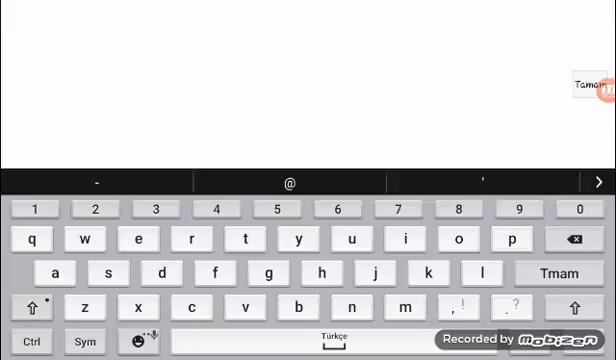 Tamam
- @ '
1 2 3 4 5 6 7 8 9 0
q w e r t y u i o p
a s d f g h j k l Tmam
z x c v b n m , ! . ?
Ctrl Sym Türkçe
Recorded by MOBIZEN